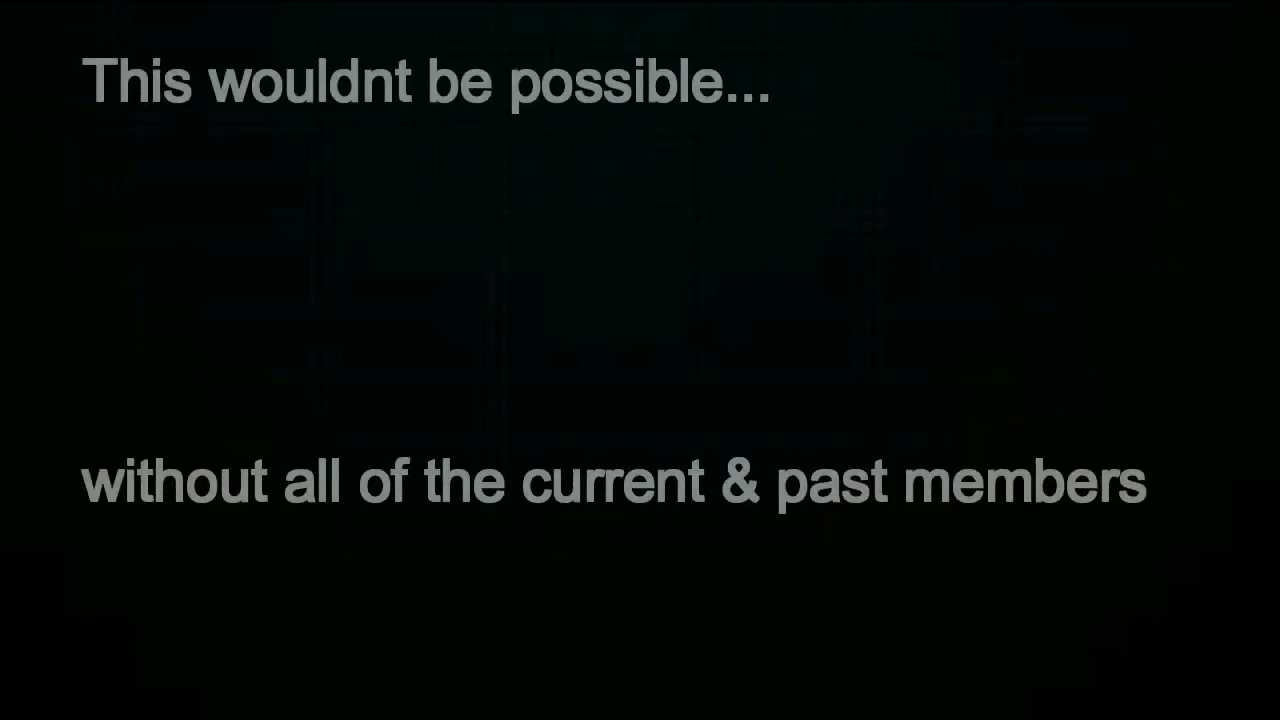 This wouldnt be possible...
without all of the current & past members